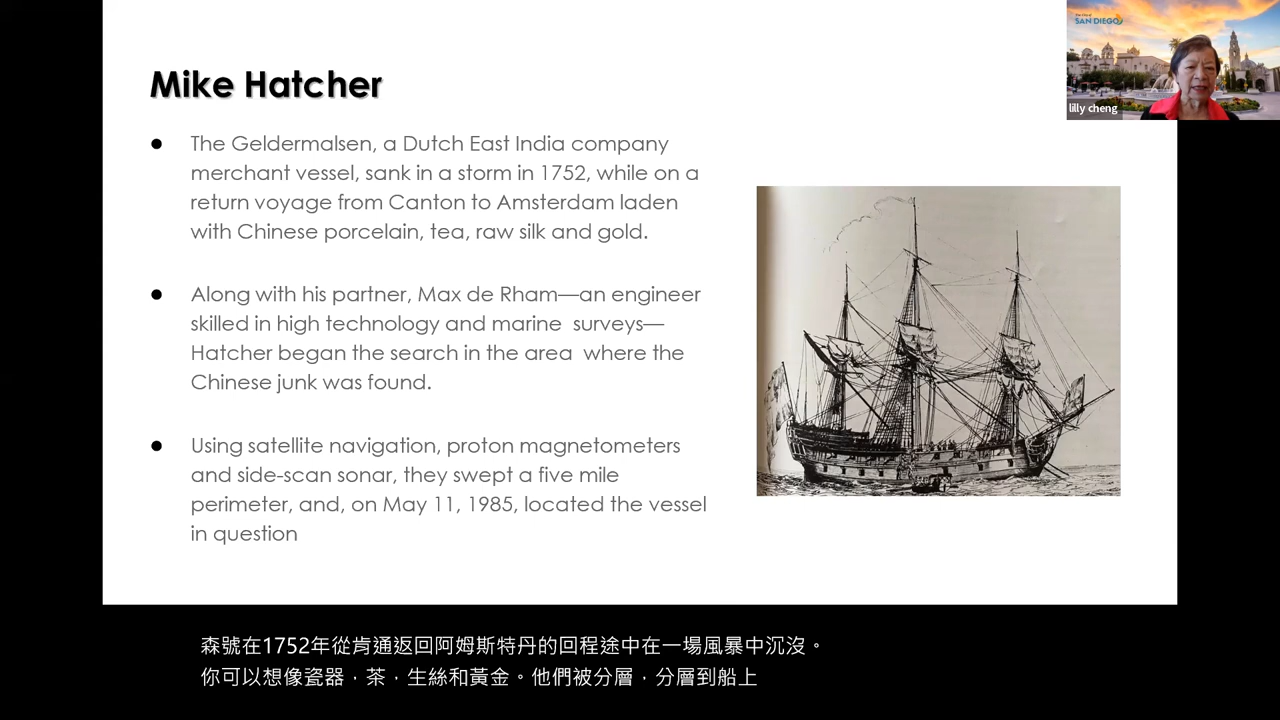 Mike Hatcher
The Geldermalsen, a Dutch East India company
merchant vessel, sank in a storm in 1752, while on a
return voyage from Canton to Amsterdam laden
with Chinese porcelain, tea, raw silk and gold.
Along with his partner, Max de Rham—an engineer
skilled in high technology and marine surveys—
Hatcher began the search in the area where the
Chinese junk was found.
Using satellite navigation, proton magnetometers
and side-scan sonar, they swept a five mile
perimeter, and, on May 11, 1985, located the vessel
in question
SAN DIEGO
lilly cheng
森號在1752年從肯通返回阿姆斯特丹的回程途中在一場風暴中沉沒。
你可以想像瓷器，茶，生絲和黃金。他們被分層，分層到船上